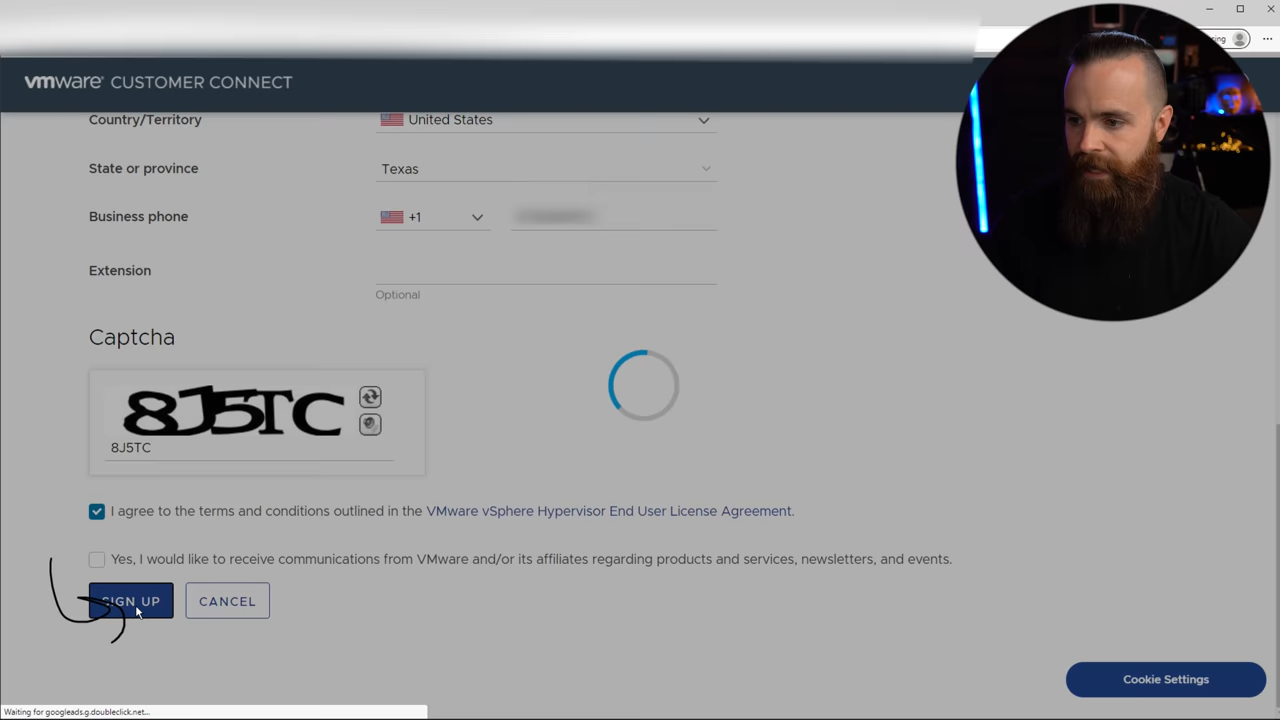 vmware® CUSTOMER CONNECT
Country/Territory
United States
State or province
Texas
Business phone
+1
Extension
Optional
Captcha
8J5TC
8J5TC
I agree to the terms and conditions outlined in the VMware vSphere Hypervisor End User License Agreement.
Yes, I would like to receive communications from VMware and/or its affiliates regarding products and services, newsletters, and events.
SIGN UP
CANCEL
Cookie Settings
Waiting for googleads.g.doubleclick.net...